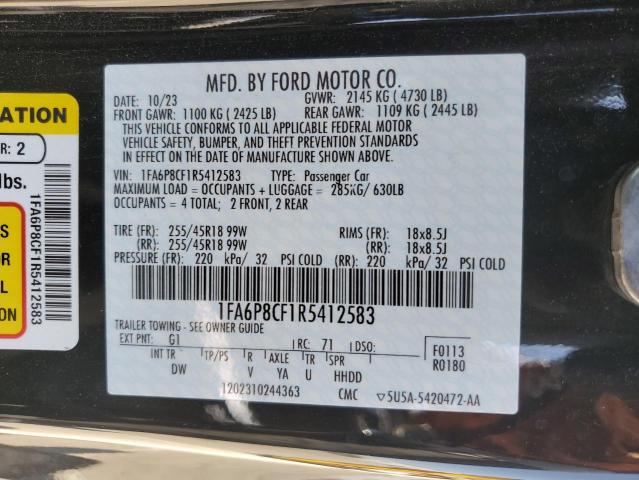 MFD. BY FORD MOTOR CO.
DATE: 10/23 GVWR: 2145 KG ( 4730 LB)
FRONT GAWR: 1100 KG ( 2425 LB) REAR GAWR: 1109 KG ( 2445 LB)
THIS VEHICLE CONFORMS TO ALL APPLICABLE FEDERAL MOTOR
VEHICLE SAFETY, BUMPER, AND THEFT PREVENTION STANDARDS
IN EFFECT ON THE DATE OF MANUFACTURE SHOWN ABOVE.
VIN: 1FA6P8CF1R5412583 TYPE: Passenger Car
MAXIMUM LOAD = OCCUPANTS + LUGGAGE = 285KG/ 630LB
OCCUPANTS = 4 TOTAL; 2 FRONT, 2 REAR
TIRE (FR): 255/45R18 99W RIMS (FR): 18x8.5J
(RR): 255/45R18 99W (RR): 18x8.5J
PRESSURE (FR): 220 kPa/ 32 PSI COLD (RR): 220 kPa/ 32 PSI COLD
1FA6P8CF1R5412583
TRAILER TOWING - SEE OWNER GUIDE
EXT PNT: G1 RC: 71 DSO: F0113
INT TR TP/PS R AXLE TR SPR R0180
DW V YA U HHDD
1202310244363 CMC ▽5U5A-5420472-AA
ATION
R: 2
lbs.
1FA6P8CF1R5412583
S
OR
L
S